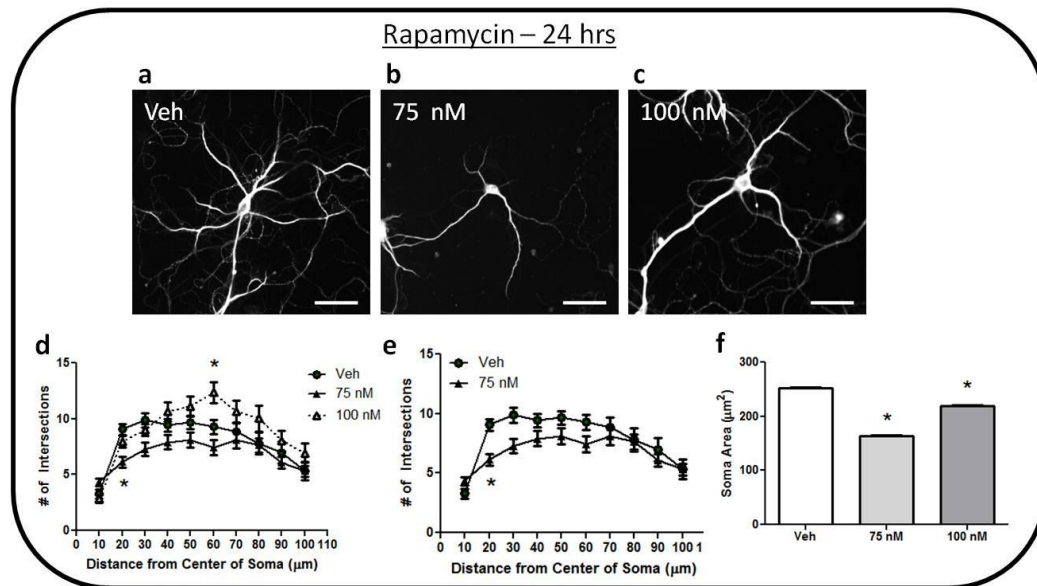 Rapamycin – 24 hrs
a
Veh
b
75 nM
c
100 nM
d
15
10
5
0
# of Intersections
*
*
Veh
75 nM
100 nM
0 10 20 30 40 50 60 70 80 90 100 110
Distance from Center of Soma (µm)
e
15
10
5
0
# of Intersections
*
Veh
75 nM
0 10 20 30 40 50 60 70 80 90 100 1
Distance from Center of Soma (µm)
f
300
200
100
0
Soma Area (µm²)
*
*
Veh 75 nM 100 nM